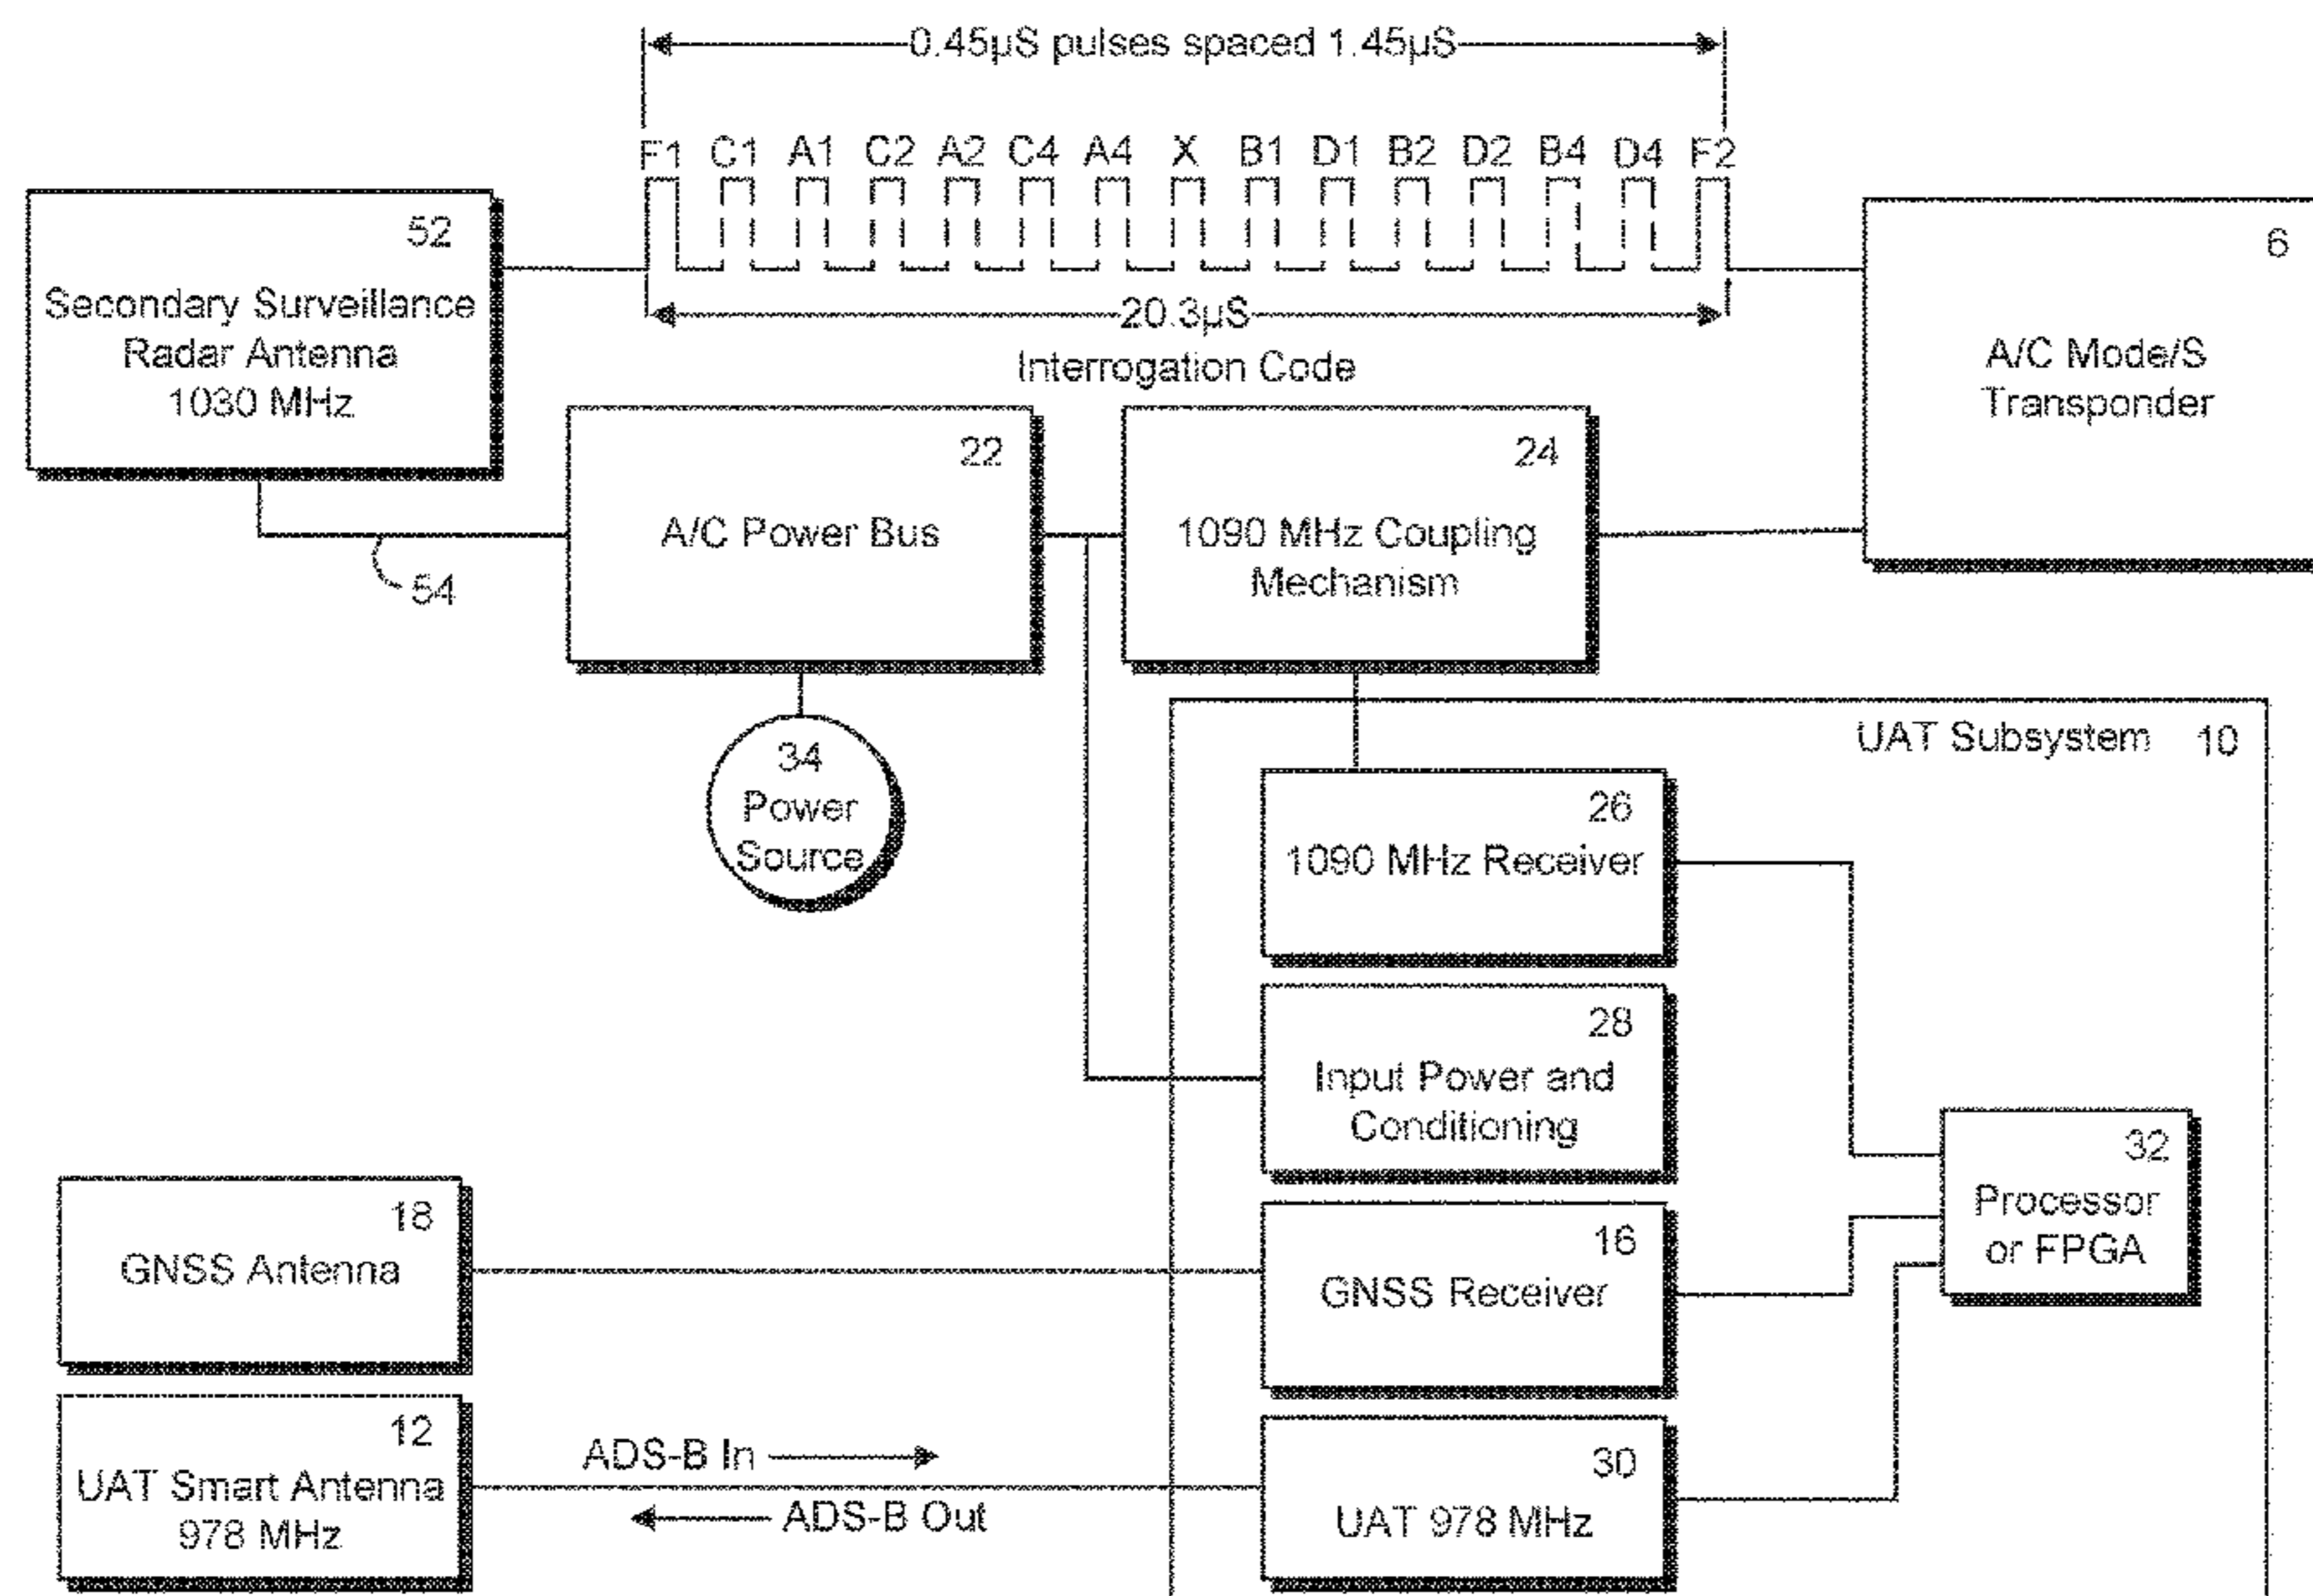 0.45µS pulses spaced 1.45µS
F1 C1 A1 C2 A2 C4 A4 X B1 D1 B2 D2 B4 D4 F2
52
Secondary Surveillance
Radar Antenna
1030 MHz
20.3µS
Interrogation Code
6
A/C Mode/S
Transponder
22
A/C Power Bus
24
1090 MHz Coupling
Mechanism
54
34
Power
Source
UAT Subsystem 10
26
1090 MHz Receiver
28
Input Power and
Conditioning
32
Processor
or FPGA
18
GNSS Antenna
16
GNSS Receiver
12
UAT Smart Antenna
978 MHz
ADS-B In
ADS-B Out
30
UAT 978 MHz